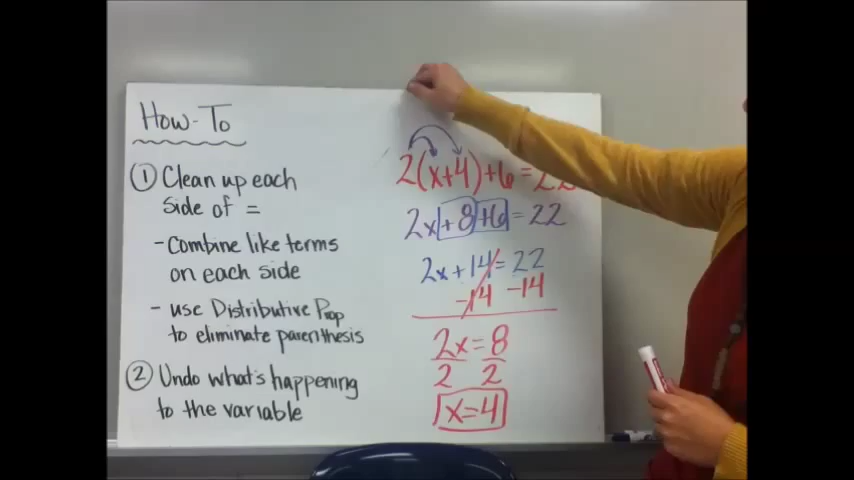 How-To
① Clean up each
side of =
- Combine like terms
on each side
- use Distributive Prop
to eliminate parenthesis
② Undo what's happening
to the variable
2(x+4)+6=22
2x+8+6=22
2x+14=22
-14 -14
2x=8
2 2
x=4